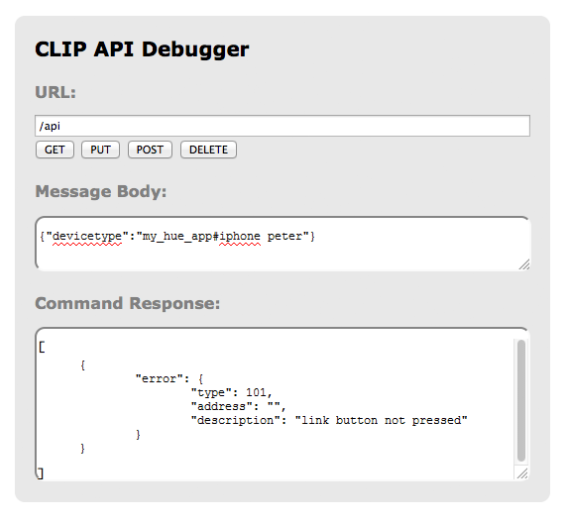 CLIP API Debugger
URL:
/api
GET PUT POST DELETE
Message Body:
{"devicetype":"my_hue_app#iphone peter"}
Command Response:
[
{
"error": {
"type": 101,
"address": "",
"description": "link button not pressed"
}
}
]